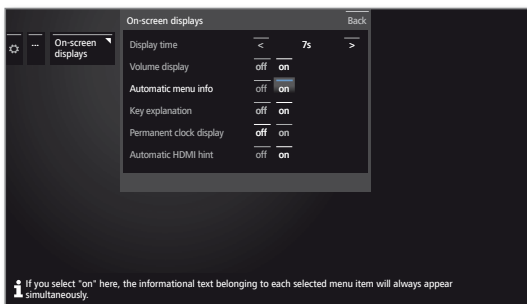 On-screen displays Back
... On-screen
displays
Display time < 7s >
Volume display off on
Automatic menu info off on
Key explanation off on
Permanent clock display off on
Automatic HDMI hint off on
If you select "on" here, the informational text belonging to each selected menu item will always appear
simultaneously.